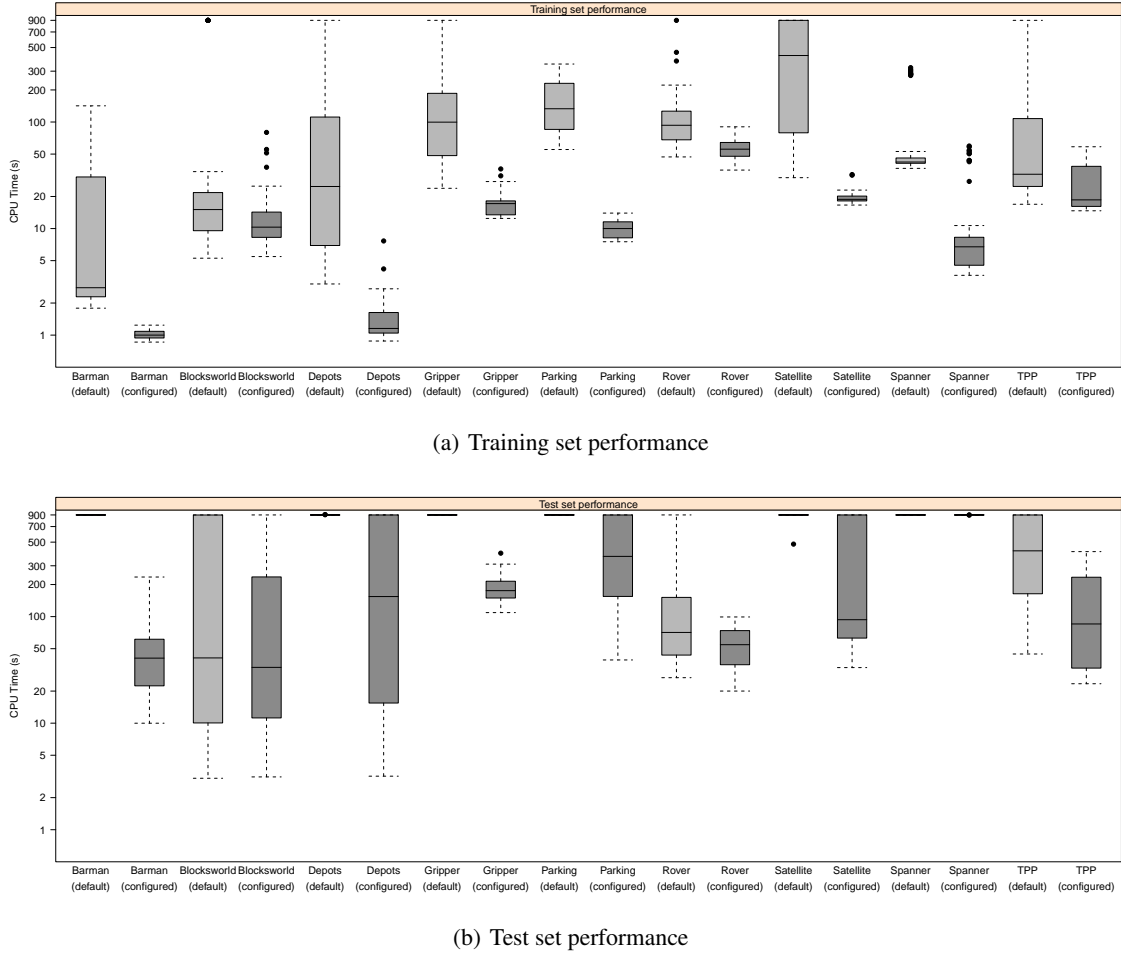 Training set performance
900
700
500
300
200
100
50
20
10
5
2
1
CPU Time (s)
Barman Barman Blocksworld Blocksworld Depots Depots Gripper Gripper Parking Parking Rover Rover Satellite Satellite Spanner Spanner TPP TPP
(default) (configured) (default) (configured) (default) (configured) (default) (configured) (default) (configured) (default) (configured) (default) (configured) (default) (configured) (default) (configured)
(a) Training set performance
Test set performance
900
700
500
300
200
100
50
20
10
5
2
1
CPU Time (s)
Barman Barman Blocksworld Blocksworld Depots Depots Gripper Gripper Parking Parking Rover Rover Satellite Satellite Spanner Spanner TPP TPP
(default) (configured) (default) (configured) (default) (configured) (default) (configured) (default) (configured) (default) (configured) (default) (configured) (default) (configured) (default) (configured)
(b) Test set performance